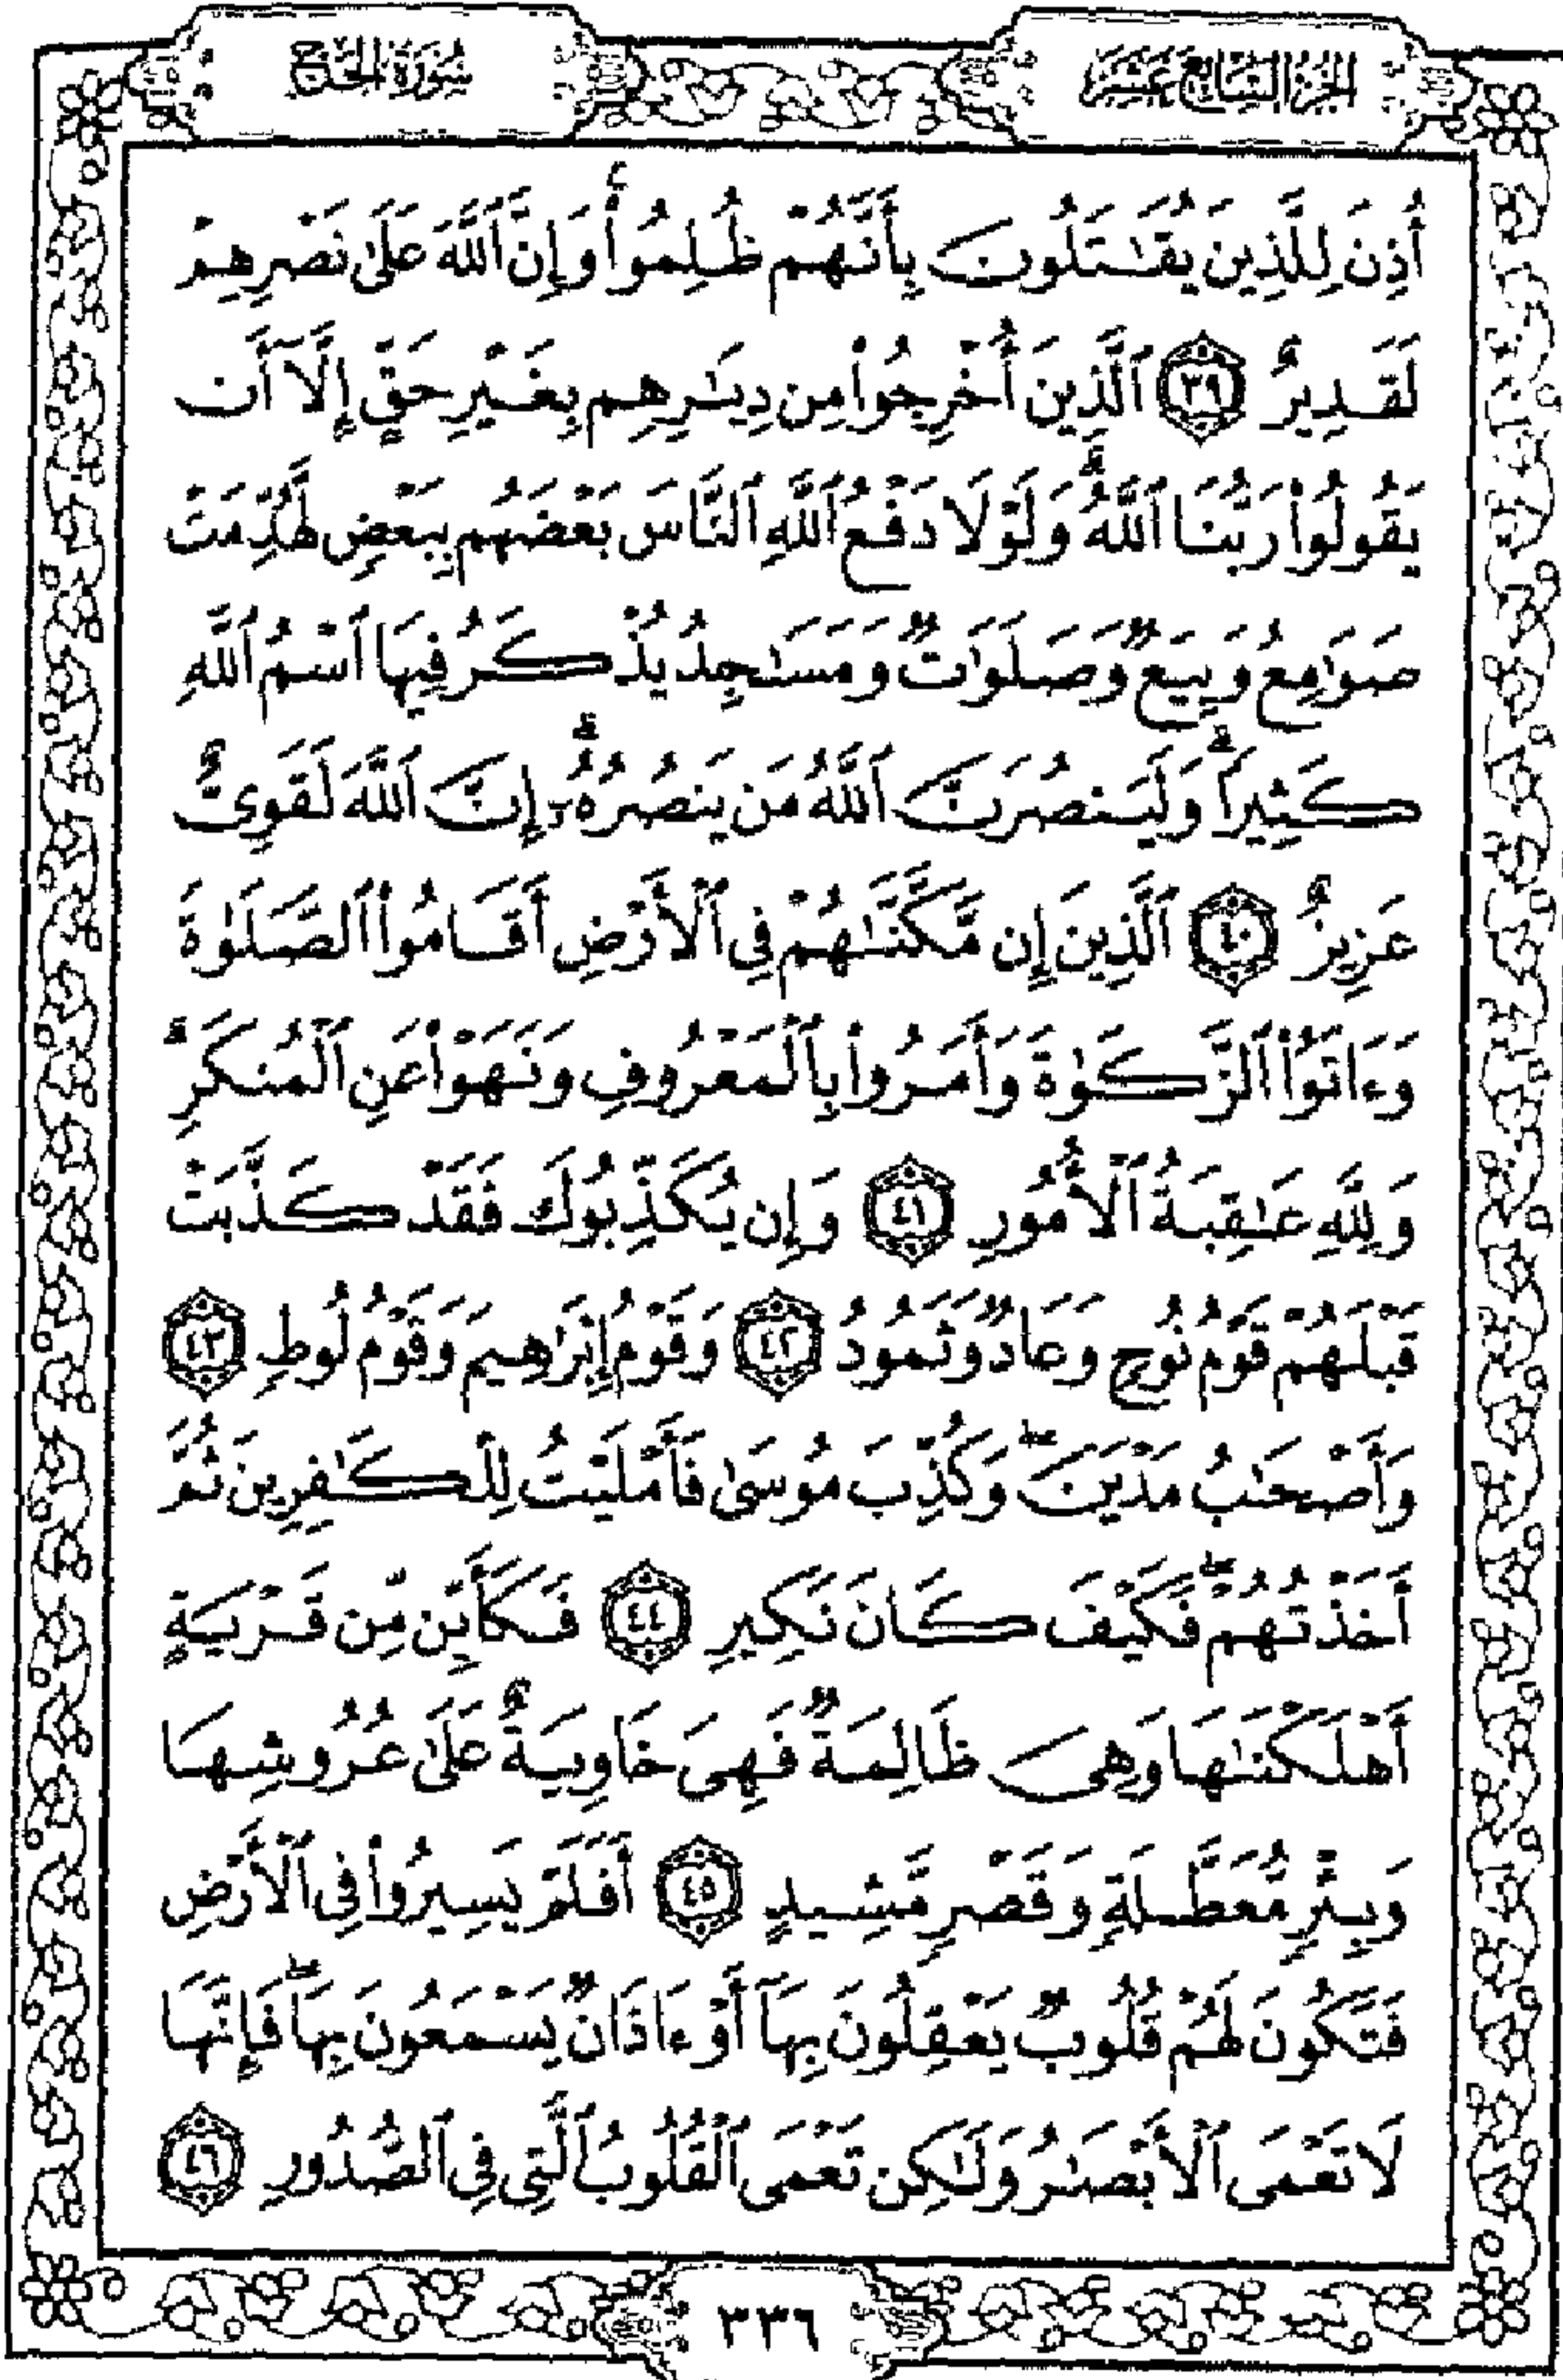 الجزء السابع عشر
سورة الحج
أُذِنَ لِلَّذِينَ يُقَٰتَلُونَ بِأَنَّهُمْ ظُلِمُوا۟ ۚ وَإِنَّ ٱللَّهَ عَلَىٰ نَصْرِهِمْ
لَقَدِيرٌ ﴿٣٩﴾ ٱلَّذِينَ أُخْرِجُوا۟ مِن دِيَٰرِهِم بِغَيْرِ حَقٍّ إِلَّآ أَن
يَقُولُوا۟ رَبُّنَا ٱللَّهُ ۗ وَلَوْلَا دَفْعُ ٱللَّهِ ٱلنَّاسَ بَعْضَهُم بِبَعْضٍ لَّهُدِّمَتْ
صَوَٰمِعُ وَبِيَعٌ وَصَلَوَٰتٌ وَمَسَٰجِدُ يُذْكَرُ فِيهَا ٱسْمُ ٱللَّهِ
كَثِيرًا ۗ وَلَيَنصُرَنَّ ٱللَّهُ مَن يَنصُرُهُۥٓ ۗ إِنَّ ٱللَّهَ لَقَوِىٌّ
عَزِيزٌ ﴿٤٠﴾ ٱلَّذِينَ إِن مَّكَّنَّٰهُمْ فِى ٱلْأَرْضِ أَقَامُوا۟ ٱلصَّلَوٰةَ
وَءَاتَوُا۟ ٱلزَّكَوٰةَ وَأَمَرُوا۟ بِٱلْمَعْرُوفِ وَنَهَوْا۟ عَنِ ٱلْمُنكَرِ ۗ
وَلِلَّهِ عَٰقِبَةُ ٱلْأُمُورِ ﴿٤١﴾ وَإِن يُكَذِّبُوكَ فَقَدْ كَذَّبَتْ
قَبْلَهُمْ قَوْمُ نُوحٍ وَعَادٌ وَثَمُودُ ﴿٤٢﴾ وَقَوْمُ إِبْرَٰهِيمَ وَقَوْمُ لُوطٍ ﴿٤٣﴾
وَأَصْحَٰبُ مَدْيَنَ ۖ وَكُذِّبَ مُوسَىٰ فَأَمْلَيْتُ لِلْكَٰفِرِينَ ثُمَّ
أَخَذْتُهُمْ ۖ فَكَيْفَ كَانَ نَكِيرِ ﴿٤٤﴾ فَكَأَيِّن مِّن قَرْيَةٍ
أَهْلَكْنَٰهَا وَهِىَ ظَالِمَةٌ فَهِىَ خَاوِيَةٌ عَلَىٰ عُرُوشِهَا
وَبِئْرٍ مُّعَطَّلَةٍ وَقَصْرٍ مَّشِيدٍ ﴿٤٥﴾ أَفَلَمْ يَسِيرُوا۟ فِى ٱلْأَرْضِ
فَتَكُونَ لَهُمْ قُلُوبٌ يَعْقِلُونَ بِهَآ أَوْ ءَاذَانٌ يَسْمَعُونَ بِهَا ۖ فَإِنَّهَا
لَا تَعْمَى ٱلْأَبْصَٰرُ وَلَٰكِن تَعْمَى ٱلْقُلُوبُ ٱلَّتِى فِى ٱلصُّدُورِ ﴿٤٦﴾
٣٣٦